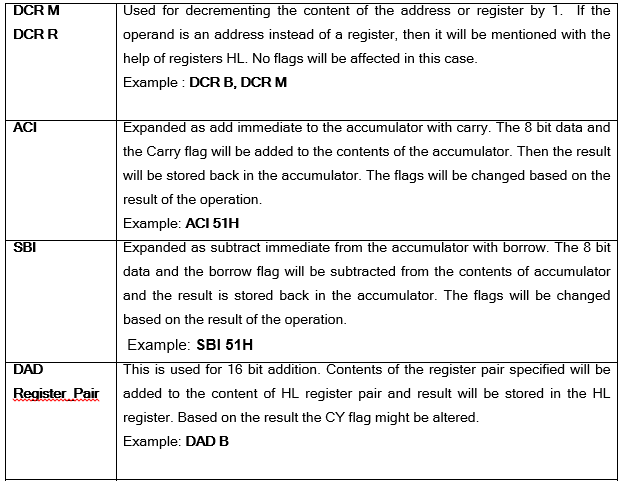 DCR M
DCR R
Used for decrementing the content of the address or register by 1. If the
operand is an address instead of a register, then it will be mentioned with the
help of registers HL. No flags will be affected in this case.
Example : DCR B, DCR M
ACI
Expanded as add immediate to the accumulator with carry. The 8 bit data and
the Carry flag will be added to the contents of the accumulator. Then the result
will be stored back in the accumulator. The flags will be changed based on the
result of the operation.
Example: ACI 51H
SBI
Expanded as subtract immediate from the accumulator with borrow. The 8 bit
data and the borrow flag will be subtracted from the contents of accumulator
and the result is stored back in the accumulator. The flags will be changed
based on the result of the operation.
Example: SBI 51H
DAD
Register_Pair
This is used for 16 bit addition. Contents of the register pair specified will be
added to the content of HL register pair and result will be stored in the HL
register. Based on the result the CY flag might be altered.
Example: DAD B